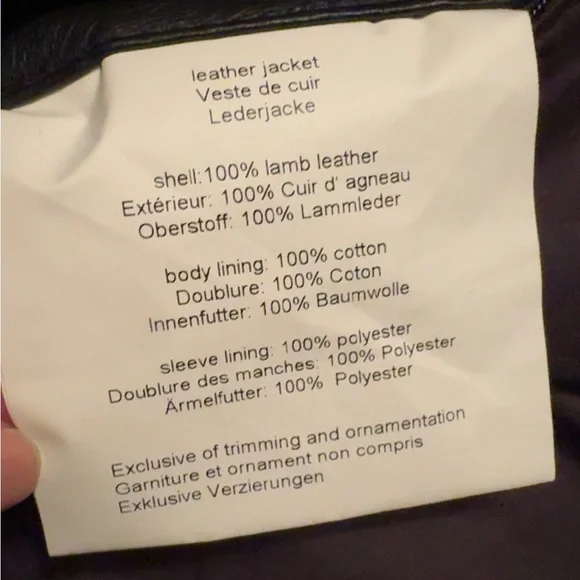 leather jacket
Veste de cuir
Lederjacke
shell:100% lamb leather
Extérieur: 100% Cuir d' agneau
Oberstoff: 100% Lammleder
body lining: 100% cotton
Doublure: 100% Coton
Innenfutter: 100% Baumwolle
sleeve lining: 100% polyester
Doublure des manches: 100% Polyester
Ärmelfutter: 100% Polyester
Exclusive of trimming and ornamentation
Garniture et ornament non compris
Exklusive Verzierungen